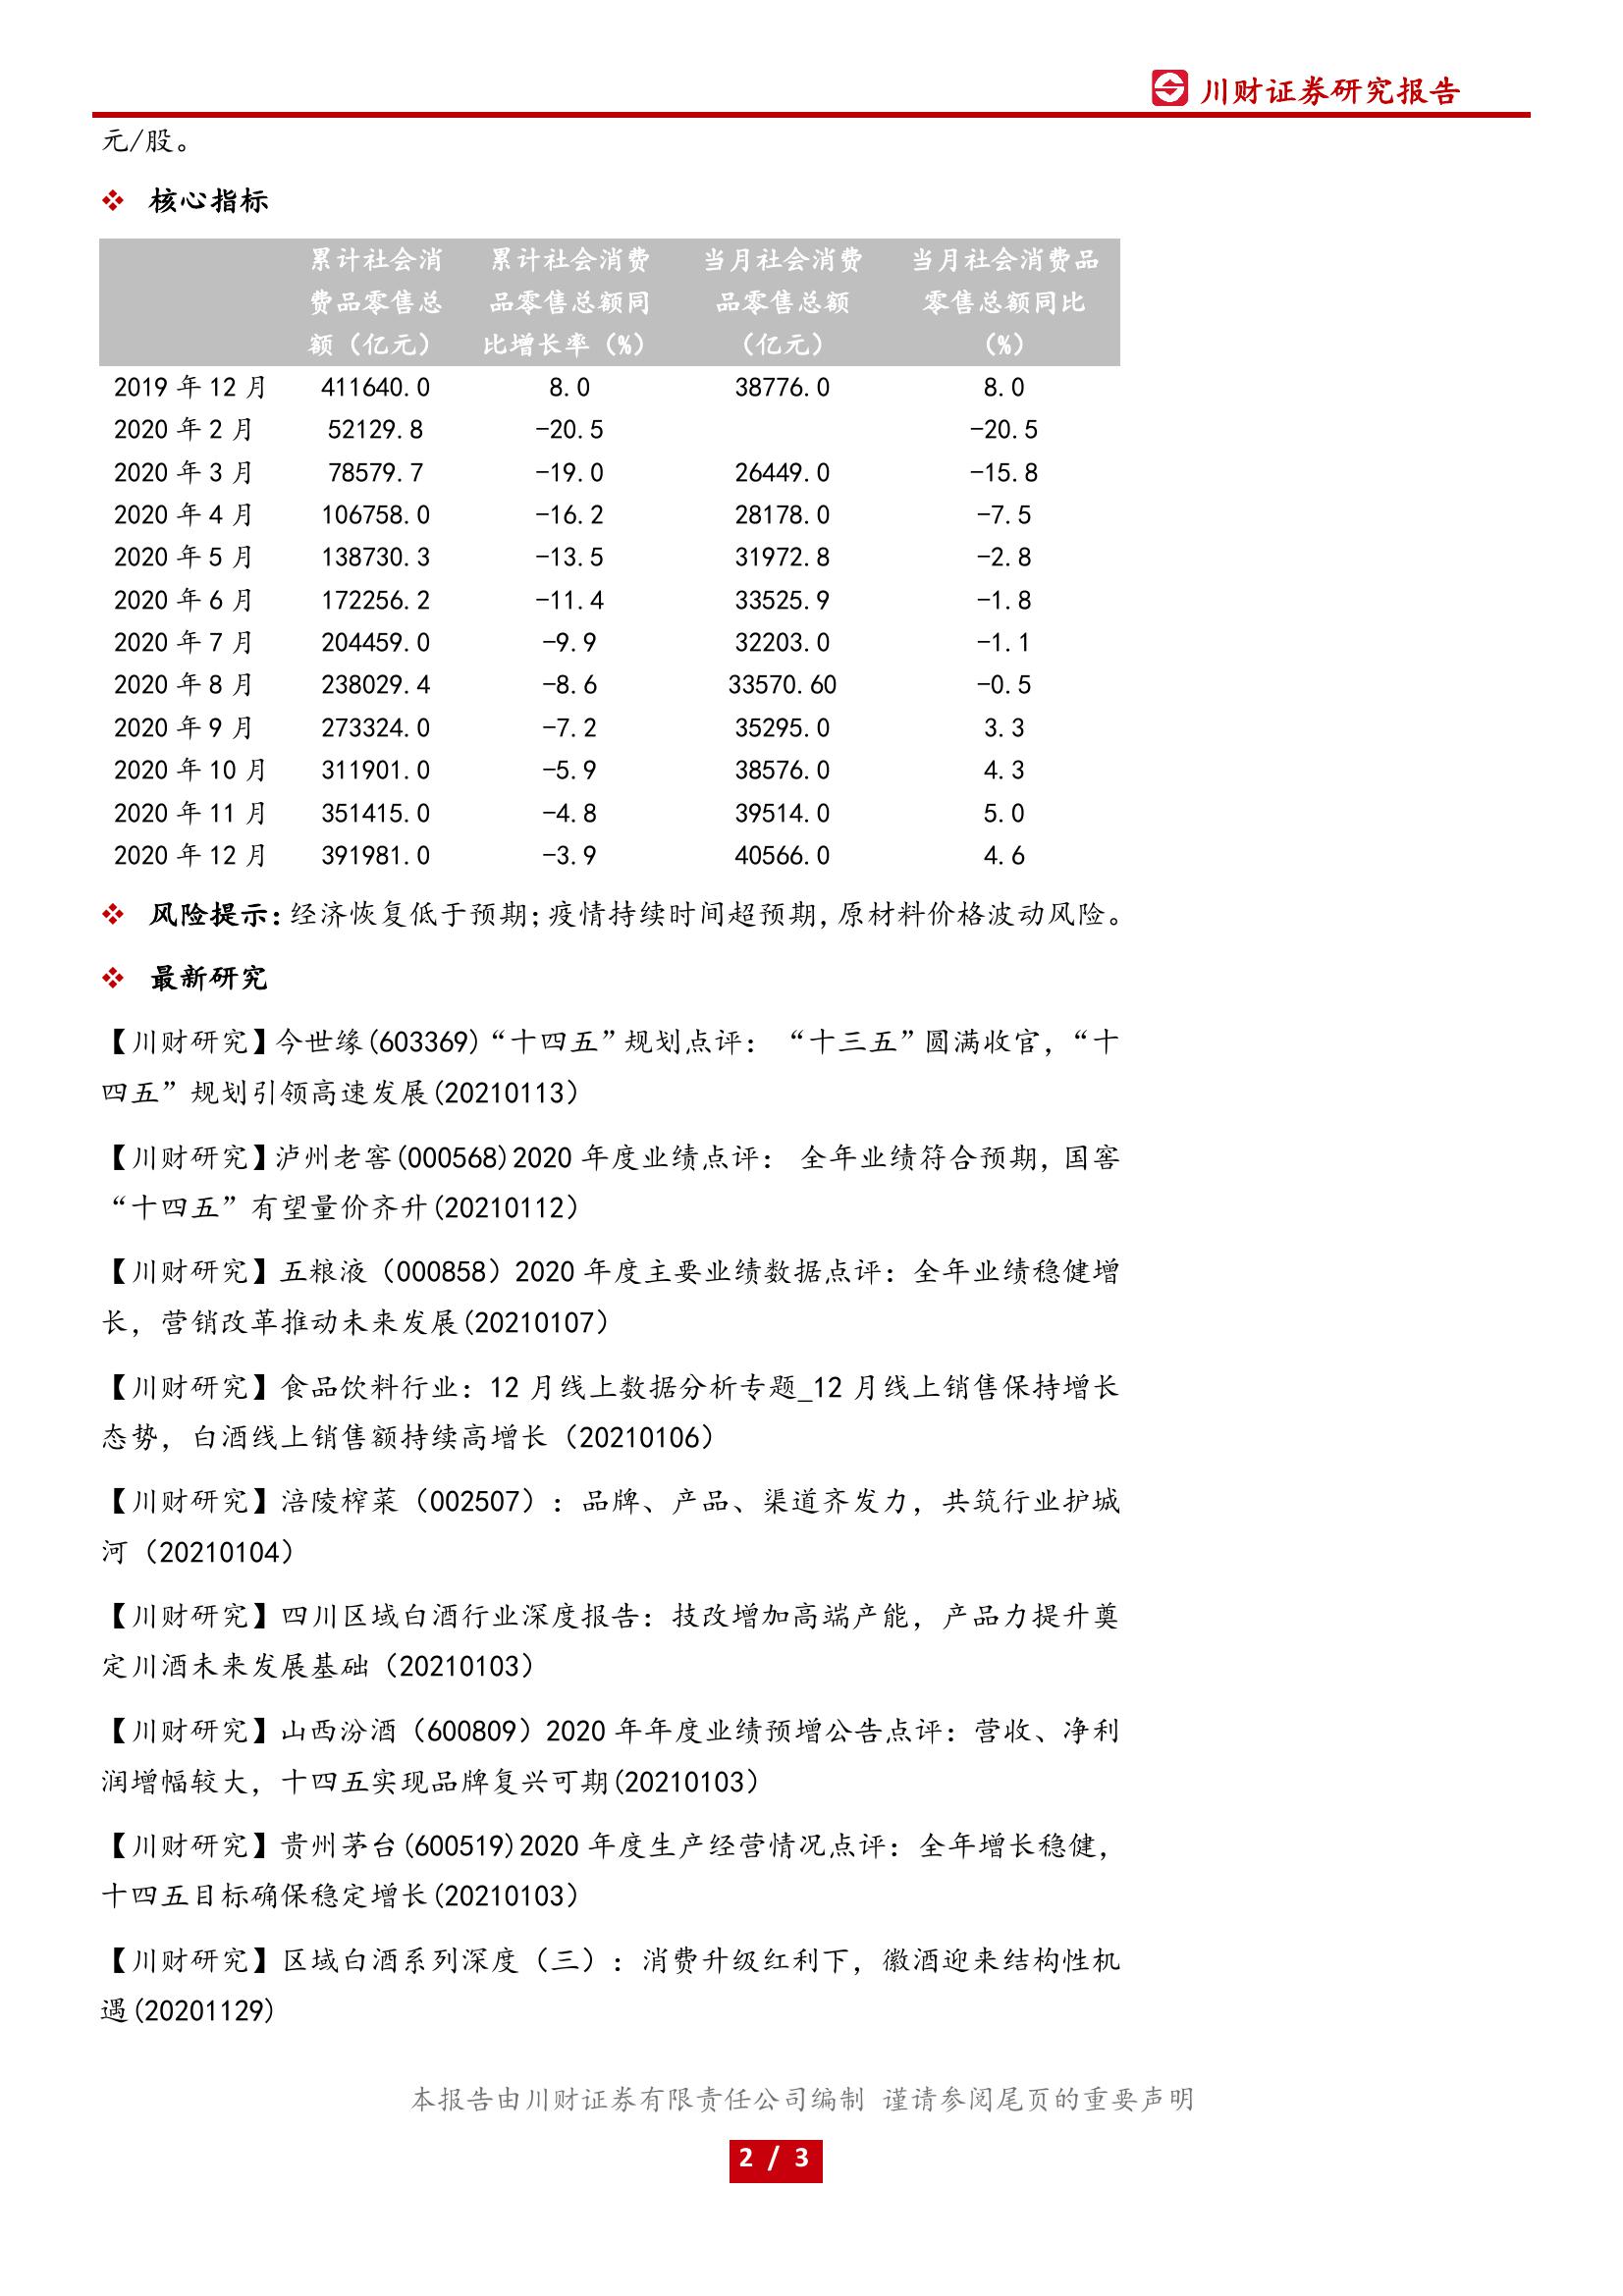 川财证券研究报告
元/股。
❖ 核心指标
累计社会消费品零售总额（亿元） 累计社会消费品零售总额同比增长率（%） 当月社会消费品零售总额（亿元） 当月社会消费品零售总额同比（%）
2019 年 12 月 411640.0 8.0 38776.0 8.0
2020 年 2 月 52129.8 -20.5 -20.5
2020 年 3 月 78579.7 -19.0 26449.0 -15.8
2020 年 4 月 106758.0 -16.2 28178.0 -7.5
2020 年 5 月 138730.3 -13.5 31972.8 -2.8
2020 年 6 月 172256.2 -11.4 33525.9 -1.8
2020 年 7 月 204459.0 -9.9 32203.0 -1.1
2020 年 8 月 238029.4 -8.6 33570.60 -0.5
2020 年 9 月 273324.0 -7.2 35295.0 3.3
2020 年 10 月 311901.0 -5.9 38576.0 4.3
2020 年 11 月 351415.0 -4.8 39514.0 5.0
2020 年 12 月 391981.0 -3.9 40566.0 4.6
❖ 风险提示：经济恢复低于预期；疫情持续时间超预期，原材料价格波动风险。
❖ 最新研究
【川财研究】今世缘(603369)“十四五”规划点评： “十三五”圆满收官，“十
四五”规划引领高速发展(20210113）
【川财研究】泸州老窖(000568)2020 年度业绩点评： 全年业绩符合预期，国窖
“十四五”有望量价齐升(20210112）
【川财研究】五粮液（000858）2020 年度主要业绩数据点评：全年业绩稳健增
长，营销改革推动未来发展(20210107）
【川财研究】食品饮料行业：12 月线上数据分析专题_12 月线上销售保持增长
态势，白酒线上销售额持续高增长（20210106）
【川财研究】涪陵榨菜（002507）：品牌、产品、渠道齐发力，共筑行业护城
河（20210104）
【川财研究】四川区域白酒行业深度报告：技改增加高端产能，产品力提升奠
定川酒未来发展基础（20210103）
【川财研究】山西汾酒（600809）2020 年年度业绩预增公告点评：营收、净利
润增幅较大，十四五实现品牌复兴可期(20210103）
【川财研究】贵州茅台(600519)2020 年度生产经营情况点评：全年增长稳健，
十四五目标确保稳定增长(20210103）
【川财研究】区域白酒系列深度（三）：消费升级红利下，徽酒迎来结构性机
遇(20201129)
本报告由川财证券有限责任公司编制 谨请参阅尾页的重要声明
2 / 3